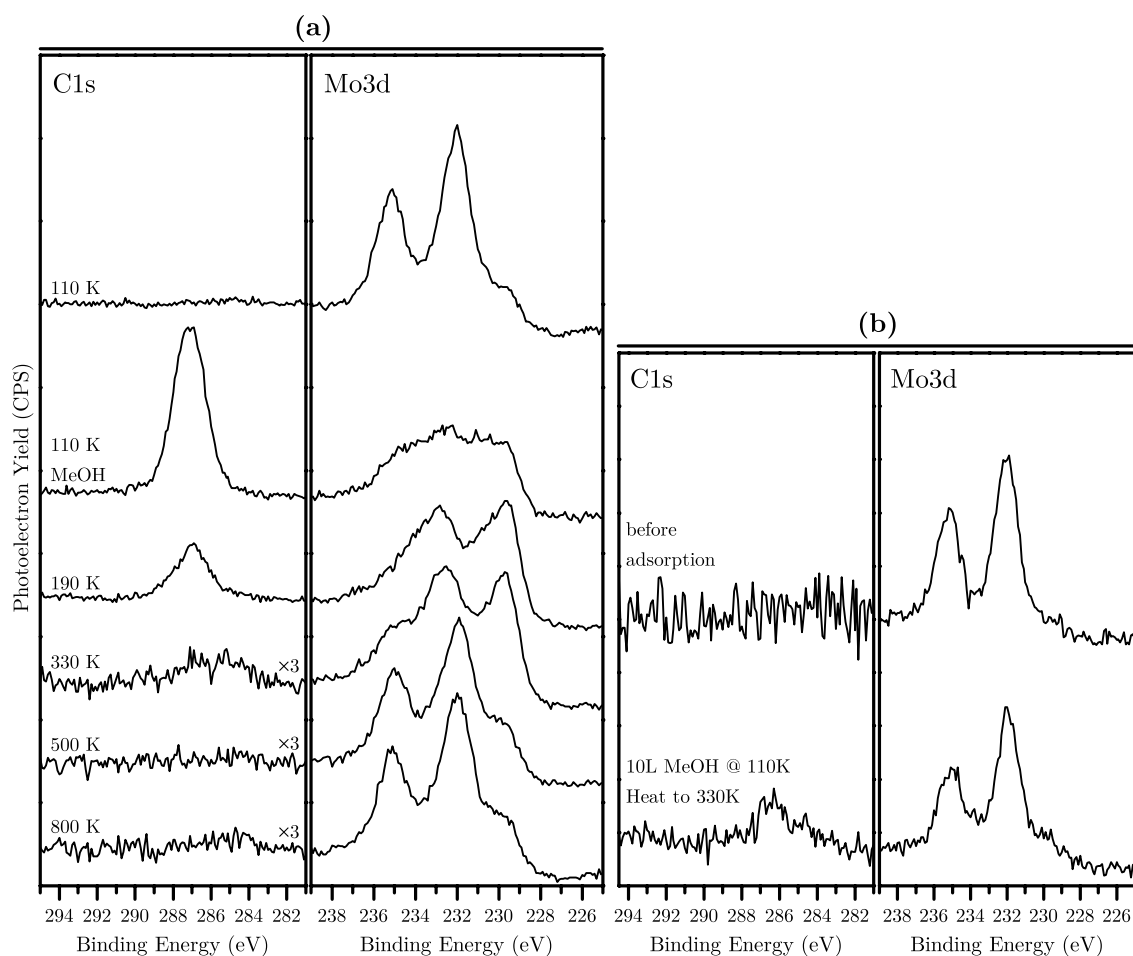 (a)
C1s
Mo3d
110 K
110 K
MeOH
190 K
330 K
×3
500 K
×3
800 K
×3
294 292 290 288 286 284 282
238 236 234 232 230 228 226
Binding Energy (eV)
Binding Energy (eV)
Photoelectron Yield (CPS)
(b)
C1s
Mo3d
before
adsorption
10L MeOH @ 110K
Heat to 330K
294 292 290 288 286 284 282
238 236 234 232 230 228 226
Binding Energy (eV)
Binding Energy (eV)